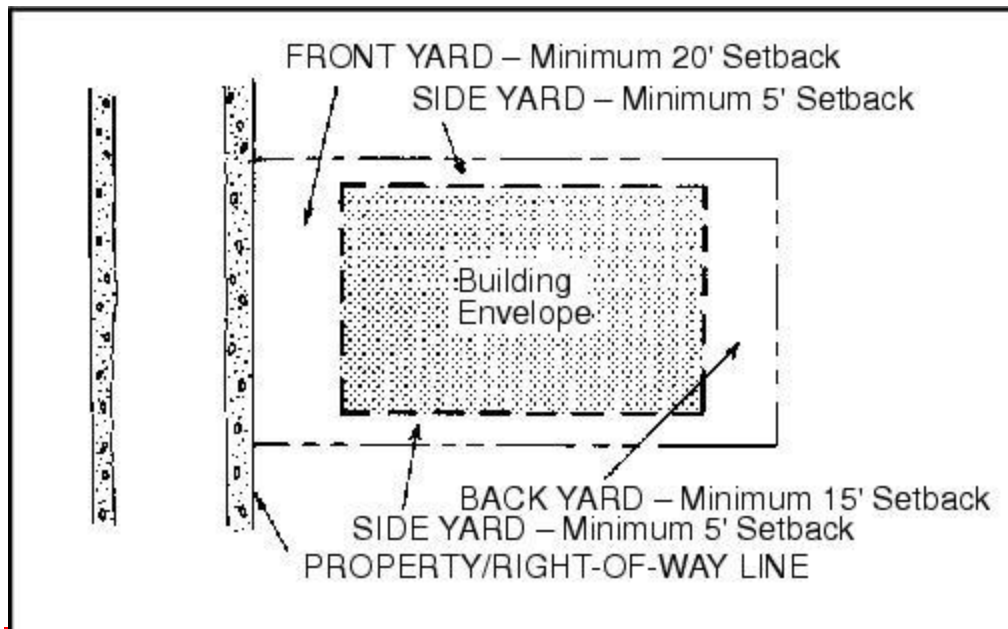 FRONT YARD – Minimum 20' Setback
SIDE YARD – Minimum 5' Setback
Building
Envelope
BACK YARD – Minimum 15' Setback
SIDE YARD – Minimum 5' Setback
PROPERTY/RIGHT-OF-WAY LINE